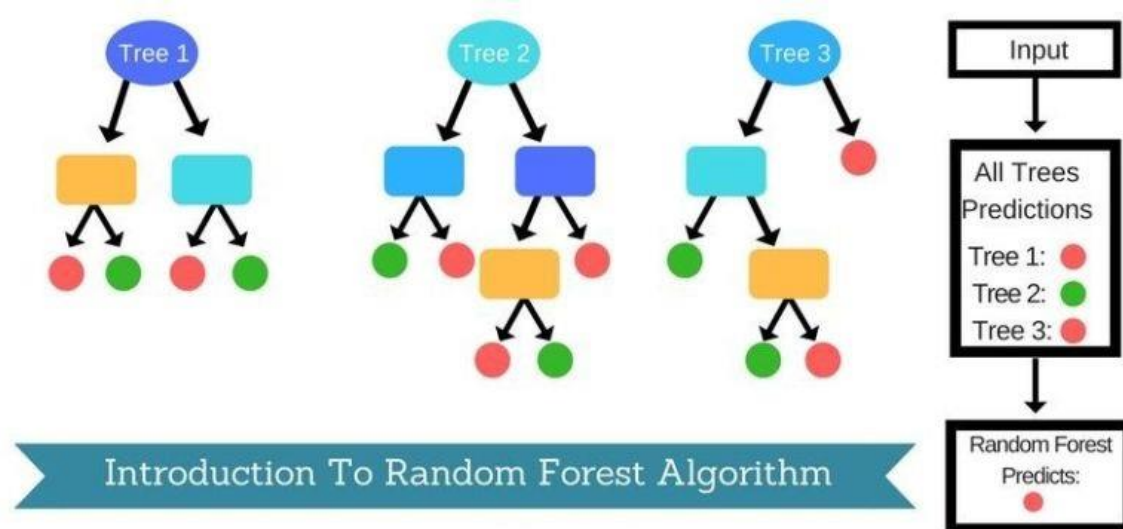 Tree 1
Tree 2
Tree 3
Input
All Trees
Predictions
Tree 1:
Tree 2:
Tree 3:
Random Forest
Predicts:
Introduction To Random Forest Algorithm